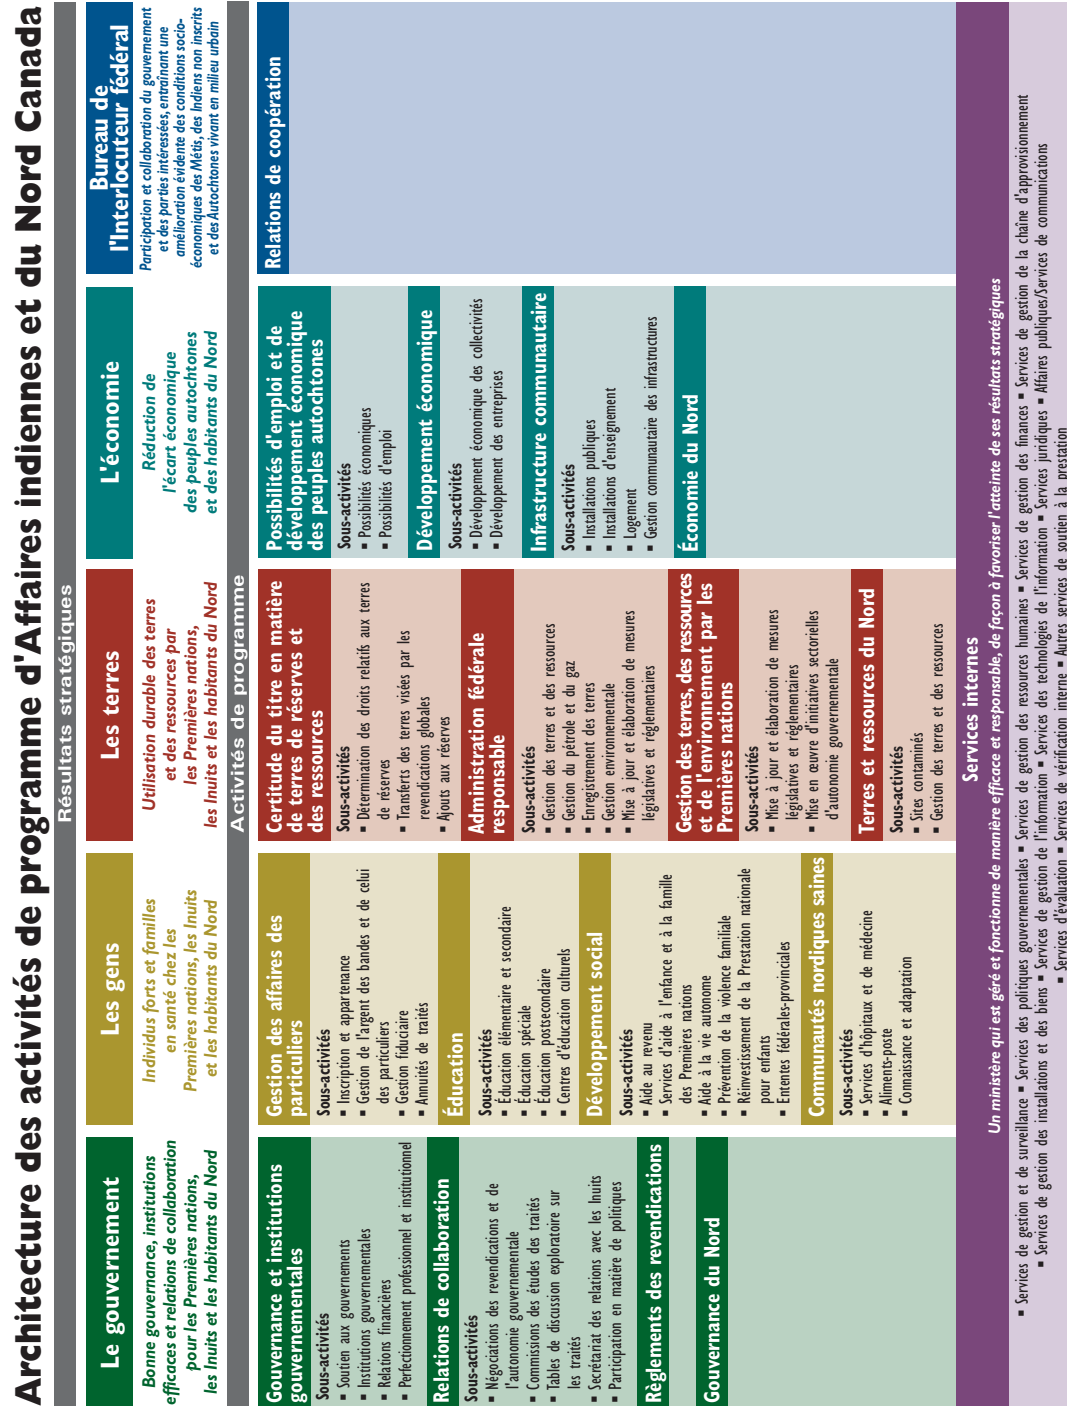 Architecture des activités de programme d'Affaires indiennes et du Nord Canada
Résultats stratégiques
Le gouvernement
Bonne gouvernance, institutions
efficaces et relations de collaboration
pour les Premières nations,
les Inuits et les habitants du Nord
Les gens
Individus forts et familles
en santé chez les
Premières nations, les Inuits
et les habitants du Nord
Les terres
Utilisation durable des terres
et des ressources par
les Premières nations,
les Inuits et les habitants du Nord
L'économie
Réduction de
l'écart économique
des peuples autochtones
et des habitants du Nord
Bureau de
l'Interlocuteur fédéral
Participation et collaboration du gouvernement
et des parties intéressées, entraînant une
amélioration évidente des conditions socio-
économiques des Métis, des Indiens non inscrits
et des Autochtones vivant en milieu urbain
Activités de programme
Gouvernance et institutions
gouvernementales
Sous-activités
▪ Soutien aux gouvernements
▪ Institutions gouvernementales
▪ Relations financières
▪ Perfectionnement professionnel et institutionnel
Relations de collaboration
Sous-activités
▪ Négociations des revendications et de
l'autonomie gouvernementale
▪ Commissions des études des traités
▪ Tables de discussion exploratoire sur
les traités
▪ Secrétariat des relations avec les Inuits
▪ Participation en matière de politiques
Règlements des revendications
Gouvernance du Nord
Gestion des affaires des
particuliers
Sous-activités
▪ Inscription et appartenance
▪ Gestion de l'argent des bandes et de celui
des particuliers
▪ Gestion fiduciaire
▪ Annuités de traités
Éducation
Sous-activités
▪ Éducation élémentaire et secondaire
▪ Éducation spéciale
▪ Éducation postsecondaire
▪ Centres d'éducation culturels
Développement social
Sous-activités
▪ Aide au revenu
▪ Services d'aide à l'enfance et à la famille
des Premières nations
▪ Aide à la vie autonome
▪ Prévention de la violence familiale
▪ Réinvestissement de la Prestation nationale
pour enfants
▪ Ententes fédérales-provinciales
Communautés nordiques saines
Sous-activités
▪ Services d'hôpitaux et de médecine
▪ Aliments-poste
▪ Connaissance et adaptation
Certitude du titre en matière
de terres de réserves et
des ressources
Sous-activités
▪ Détermination des droits relatifs aux terres
de réserves
▪ Transferts des terres visées par les
revendications globales
▪ Ajouts aux réserves
Administration fédérale
responsable
Sous-activités
▪ Gestion des terres et des ressources
▪ Gestion du pétrole et du gaz
▪ Enregistrement des terres
▪ Gestion environnementale
▪ Mise à jour et élaboration de mesures
législatives et réglementaires
Gestion des terres, des ressources
et de l'environnement par les
Premières nations
Sous-activités
▪ Mise à jour et élaboration de mesures
législatives et réglementaires
▪ Mise en œuvre d'initiatives sectorielles
d'autonomie gouvernementale
Terres et ressources du Nord
Sous-activités
▪ Sites contaminés
▪ Gestion des terres et des ressources
Possibilités d'emploi et de
développement économique
des peuples autochtones
Sous-activités
▪ Possibilités économiques
▪ Possibilités d'emploi
Développement économique
Sous-activités
▪ Développement économique des collectivités
▪ Développement des entreprises
Infrastructure communautaire
Sous-activités
▪ Installations publiques
▪ Installations d'enseignement
▪ Logement
▪ Gestion communautaire des infrastructures
Économie du Nord
Relations de coopération
Services internes
Un ministère qui est géré et fonctionne de manière efficace et responsable, de façon à favoriser l'atteinte de ses résultats stratégiques
▪ Services de gestion et de surveillance ▪ Services des politiques gouvernementales ▪ Services de gestion des ressources humaines ▪ Services de gestion des finances ▪ Services de gestion de la chaîne d'approvisionnement
▪ Services de gestion des installations et des biens ▪ Services de gestion de l'information ▪ Services des technologies de l'information ▪ Services juridiques ▪ Affaires publiques/Services de communications
▪ Services d'évaluation ▪ Services de vérification interne ▪ Autres services de soutien à la prestation